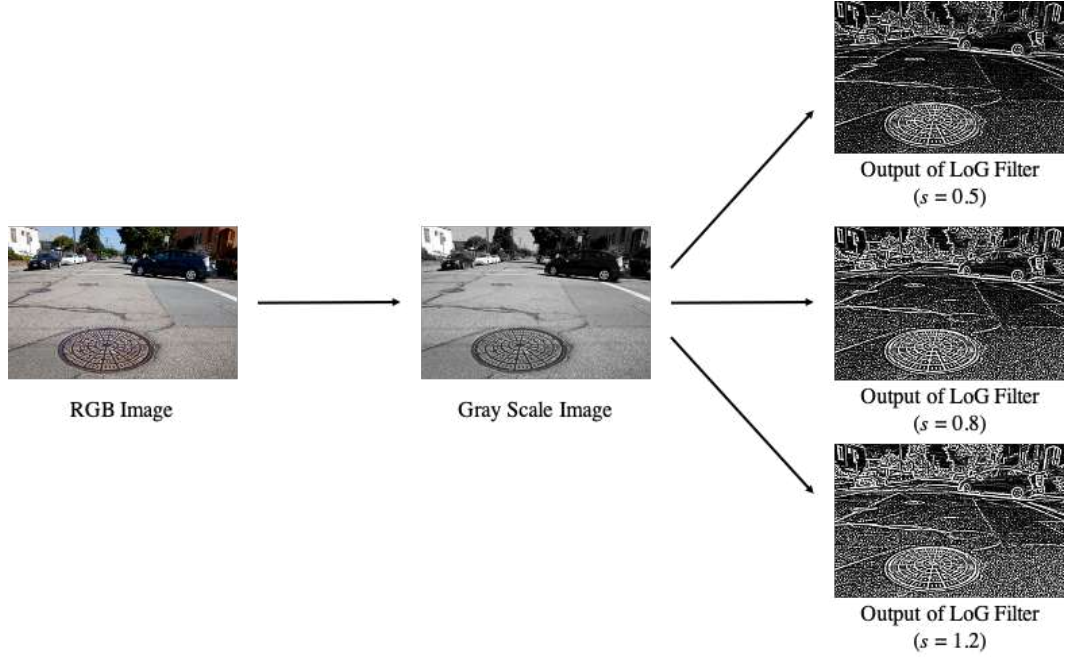 RGB Image
Gray Scale Image
Output of LoG Filter
(s = 0.5)
Output of LoG Filter
(s = 0.8)
Output of LoG Filter
(s = 1.2)